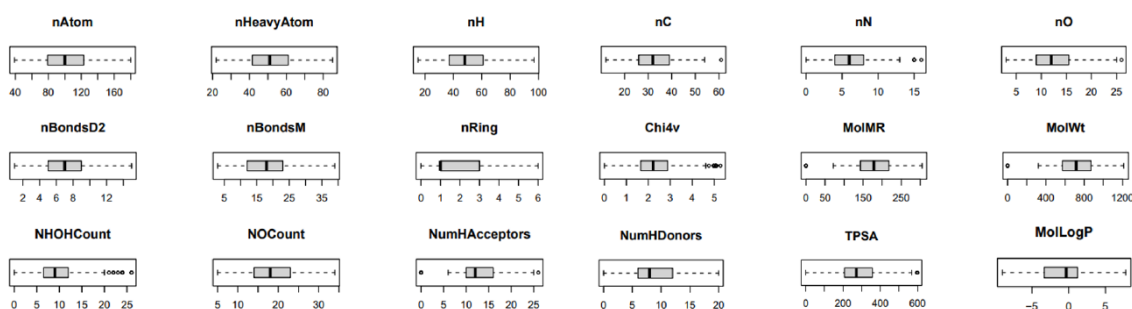 nAtom nHeavyAtom nH nC nN nO
40 80 120 160 20 40 60 80 20 40 60 80 100 20 30 40 50 60 0 5 10 15 5 10 15 20 25
nBondsD2 nBondsM nRing Chi4v MolMR MolWt
2 4 6 8 12 5 15 25 35 0 1 2 3 4 5 6 0 1 2 3 4 5 0 50 150 250 0 400 800 1200
NHOHCount NOCount NumHAcceptors NumHDonors TPSA MolLogP
0 5 10 15 20 25 5 10 20 30 0 5 10 15 20 25 0 5 10 15 20 0 200 400 600 −5 0 5